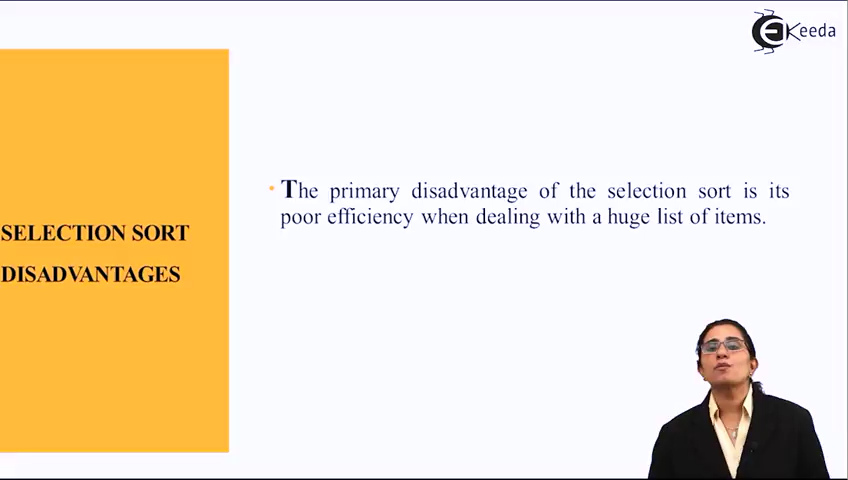 Keeda
The primary disadvantage of the selection sort is its
poor efficiency when dealing with a huge list of items.
SELECTION SORT
DISADVANTAGES